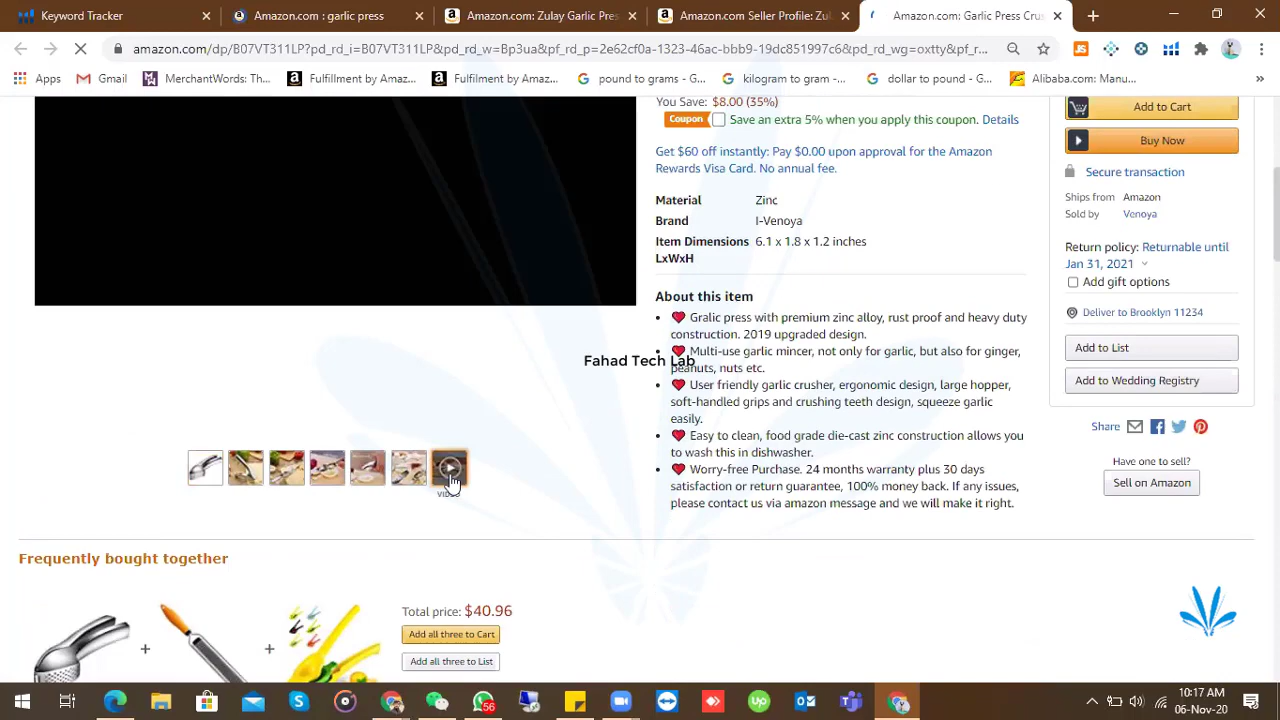 Keyword Tracker
Amazon.com : garlic press
Amazon.com: Zulay Garlic Pres
Amazon.com Seller Profile: Zul
Amazon.com: Garlic Press Crus
amazon.com/dp/B07VT311LP?pd_rd_i=B07VT311LP&pd_rd_w=Bp3ua&pf_rd_p=2e62cf0a-1323-46ac-bbb9-19dc851997c6&pd_rd_wg=oxtty&pf_r...
Apps
Gmail
MerchantWords: Th...
Fulfillment by Amaz...
Fulfilment by Amaz...
pound to grams - G...
kilogram to gram -...
dollar to pound - G...
Alibaba.com: Manu...
You Save: $8.00 (35%)
Coupon Save an extra 5% when you apply this coupon. Details
Get $60 off instantly: Pay $0.00 upon approval for the Amazon
Rewards Visa Card. No annual fee.
Material Zinc
Brand I-Venoya
Item Dimensions 6.1 x 1.8 x 1.2 inches
LxWxH
About this item
Gralic press with premium zinc alloy, rust proof and heavy duty
construction. 2019 upgraded design.
Multi-use garlic mincer, not only for garlic, but also for ginger,
peanuts, nuts etc.
User friendly garlic crusher, ergonomic design, large hopper,
soft-handled grips and crushing teeth design, squeeze garlic
easily.
Easy to clean, food grade die-cast zinc construction allows you
to wash this in dishwasher.
Worry-free Purchase. 24 months warranty plus 30 days
satisfaction or return guarantee, 100% money back. If any issues,
please contact us via amazon message and we will make it right.
Fahad Tech Lab
VIDEO
Add to Cart
Buy Now
Secure transaction
Ships from Amazon
Sold by Venoya
Return policy: Returnable until
Jan 31, 2021
Add gift options
Deliver to Brooklyn 11234
Add to List
Add to Wedding Registry
Share
Have one to sell?
Sell on Amazon
Frequently bought together
Total price: $40.96
Add all three to Cart
Add all three to List
56
10:17 AM
06-Nov-20